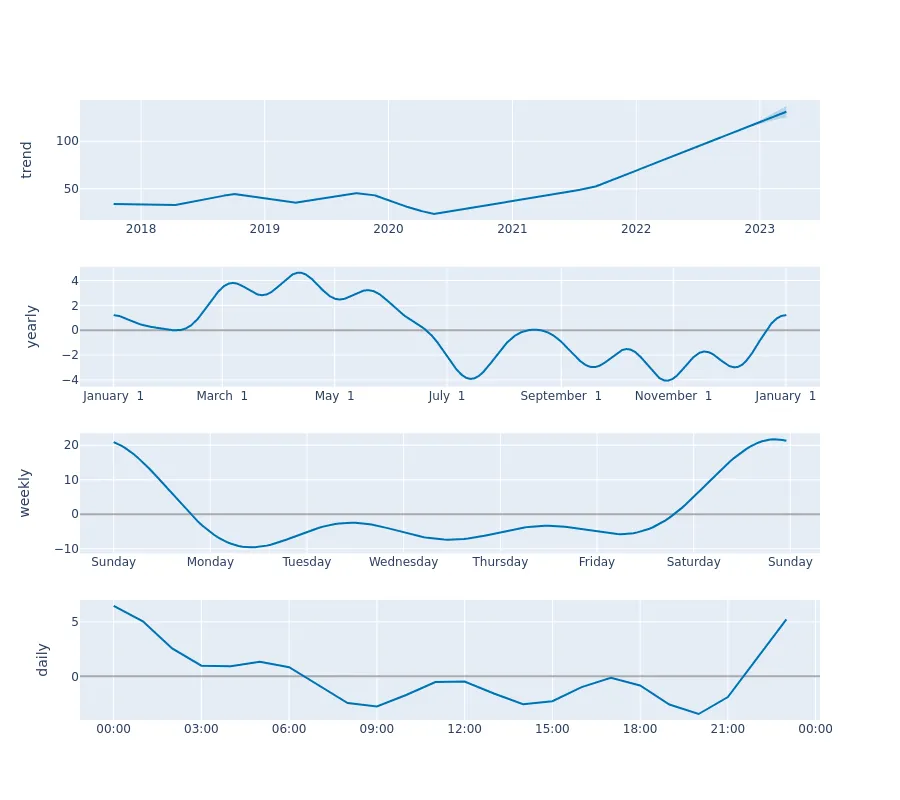 trend
100
50
2018 2019 2020 2021 2022 2023
yearly
4
2
0
−2
−4
January 1 March 1 May 1 July 1 September 1 November 1 January 1
weekly
20
10
0
−10
Sunday Monday Tuesday Wednesday Thursday Friday Saturday Sunday
daily
5
0
00:00 03:00 06:00 09:00 12:00 15:00 18:00 21:00 00:00